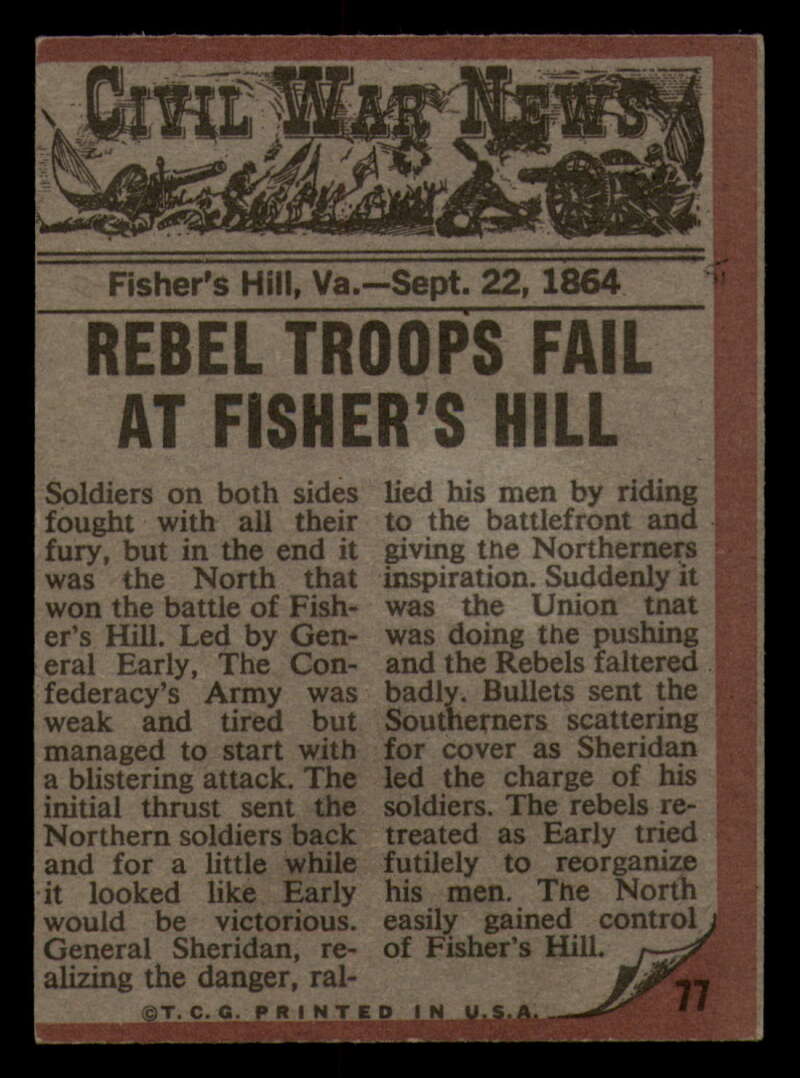 CIVIL WAR NEWS
Fisher's Hill, Va.—Sept. 22, 1864
REBEL TROOPS FAIL
AT FISHER'S HILL
Soldiers on both sides
fought with all their
fury, but in the end it
was the North that
won the battle of Fish-
er's Hill. Led by Gen-
eral Early, The Con-
federacy's Army was
weak and tired but
managed to start with
a blistering attack. The
initial thrust sent the
Northern soldiers back
and for a little while
it looked like Early
would be victorious.
General Sheridan, re-
alizing the danger, ral-
lied his men by riding
to the battlefront and
giving the Northerners
inspiration. Suddenly it
was the Union that
was doing the pushing
and the Rebels faltered
badly. Bullets sent the
Southerners scattering
for cover as Sheridan
led the charge of his
soldiers. The rebels re-
treated as Early tried
futilely to reorganize
his men. The North
easily gained control
of Fisher's Hill.
©T. C. G. PRINTED IN U.S.A.
77